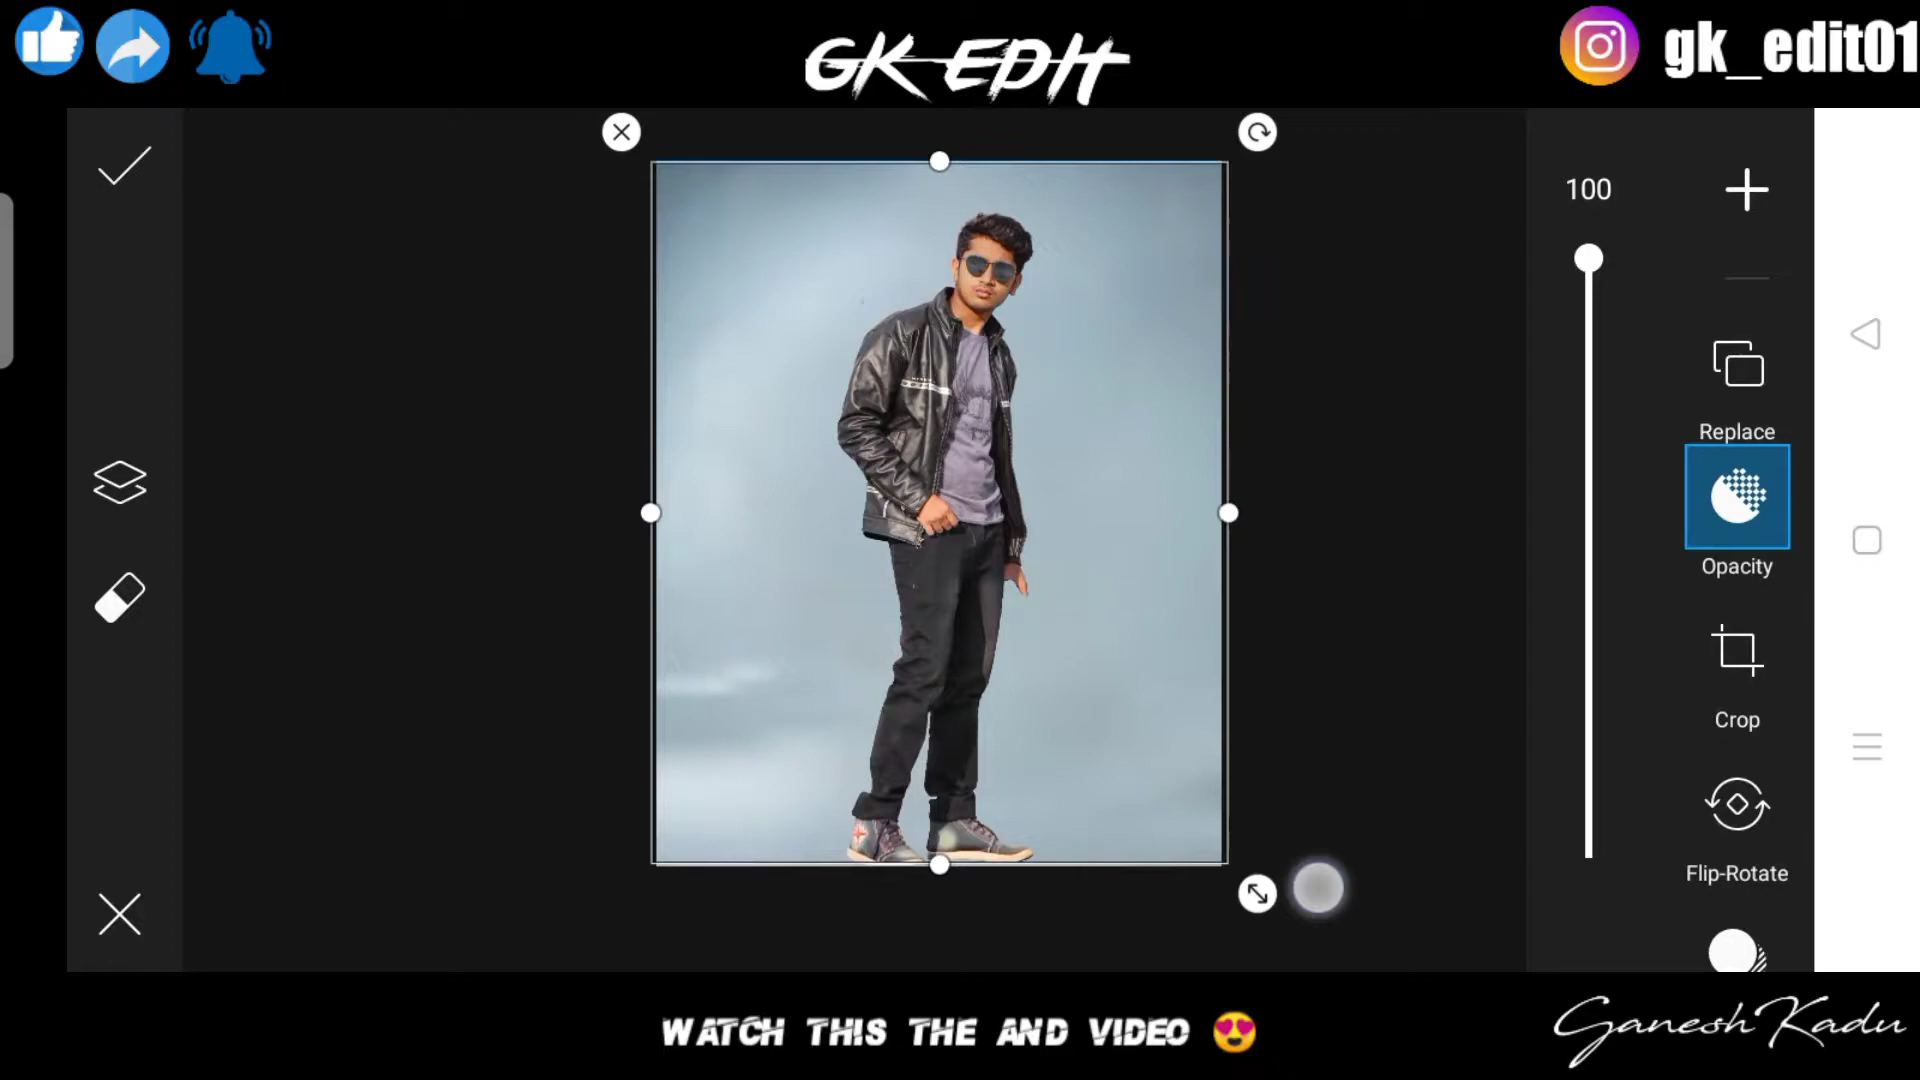 GK EDIT
gk_edit01
100
Replace
Opacity
Crop
Flip-Rotate
WATCH THIS THE AND VIDEO 😍
Ganesh Kadu